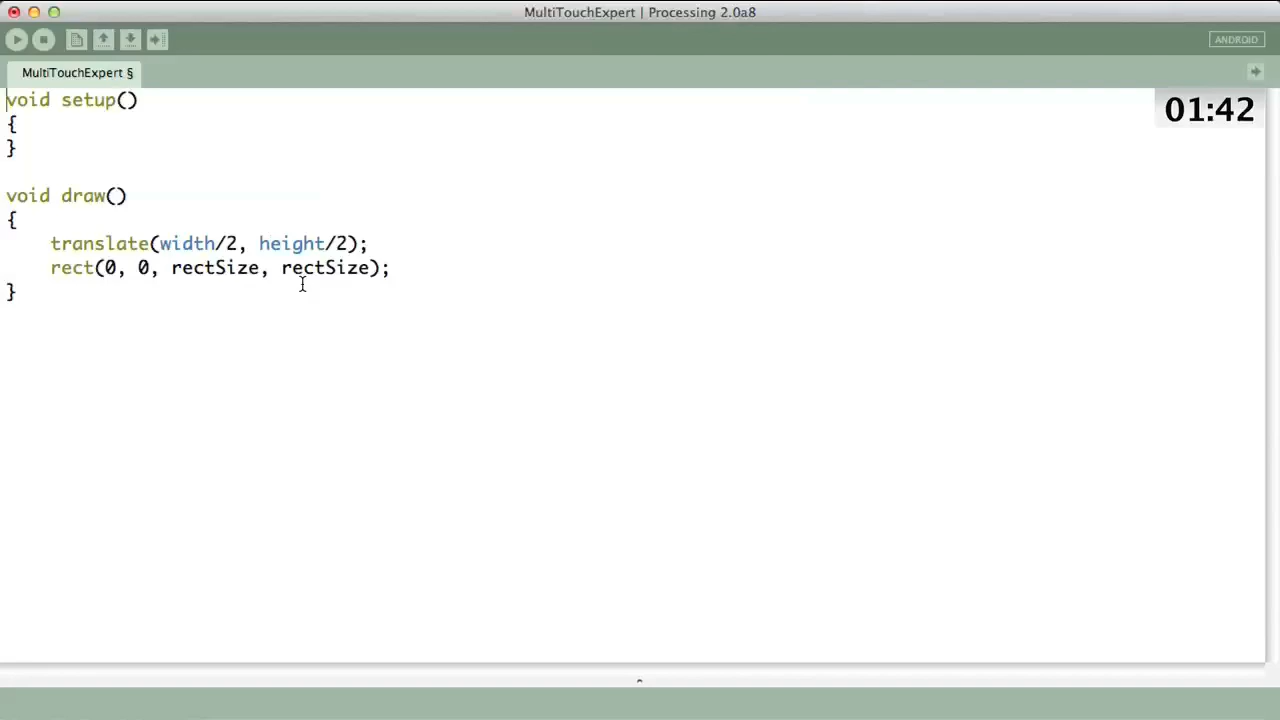 MultiTouchExpert | Processing 2.0a8
ANDROID
MultiTouchExpert §
void setup()
{
}
void draw()
{
translate(width/2, height/2);
rect(0, 0, rectSize, rectSize);
}
01:42